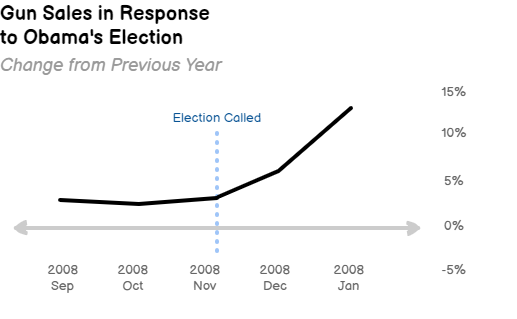 Gun Sales in Response
to Obama's Election
Change from Previous Year
15%
Election Called
10%
5%
0%
-5%
2008 2008 2008 2008 2008
Sep Oct Nov Dec Jan